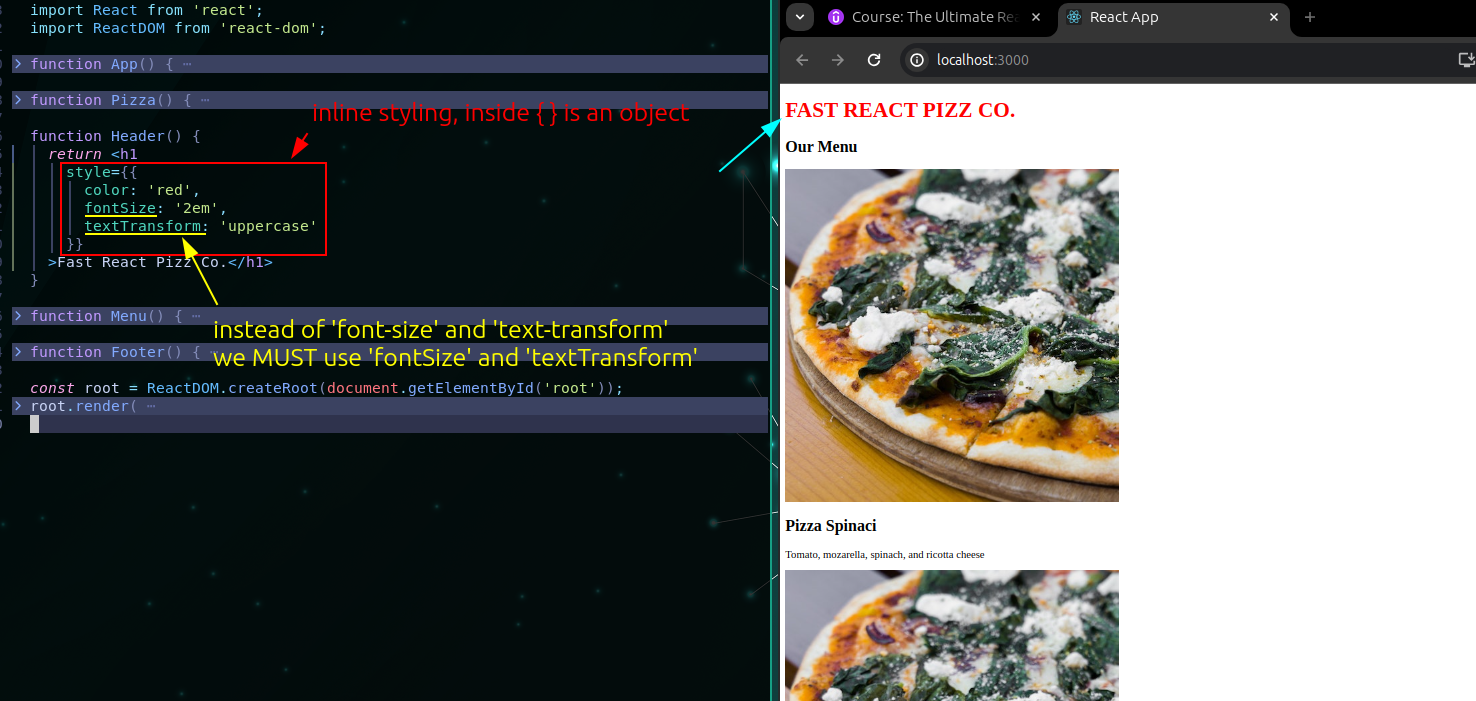 import React from 'react';
import ReactDOM from 'react-dom';
> function App() { ⋯
> function Pizza() { ⋯
inline styling, inside { } is an object
function Header() {
return <h1
style={{
color: 'red',
fontSize: '2em',
textTransform: 'uppercase'
}}
>Fast React Pizz Co.</h1>
}
> function Menu() { ⋯
instead of 'font-size' and 'text-transform'
> function Footer() { ⋯
we MUST use 'fontSize' and 'textTransform'
const root = ReactDOM.createRoot(document.getElementById('root'));
> root.render( ⋯
Course: The Ultimate Rea
React App
localhost:3000
FAST REACT PIZZ CO.
Our Menu
Pizza Spinaci
Tomato, mozarella, spinach, and ricotta cheese